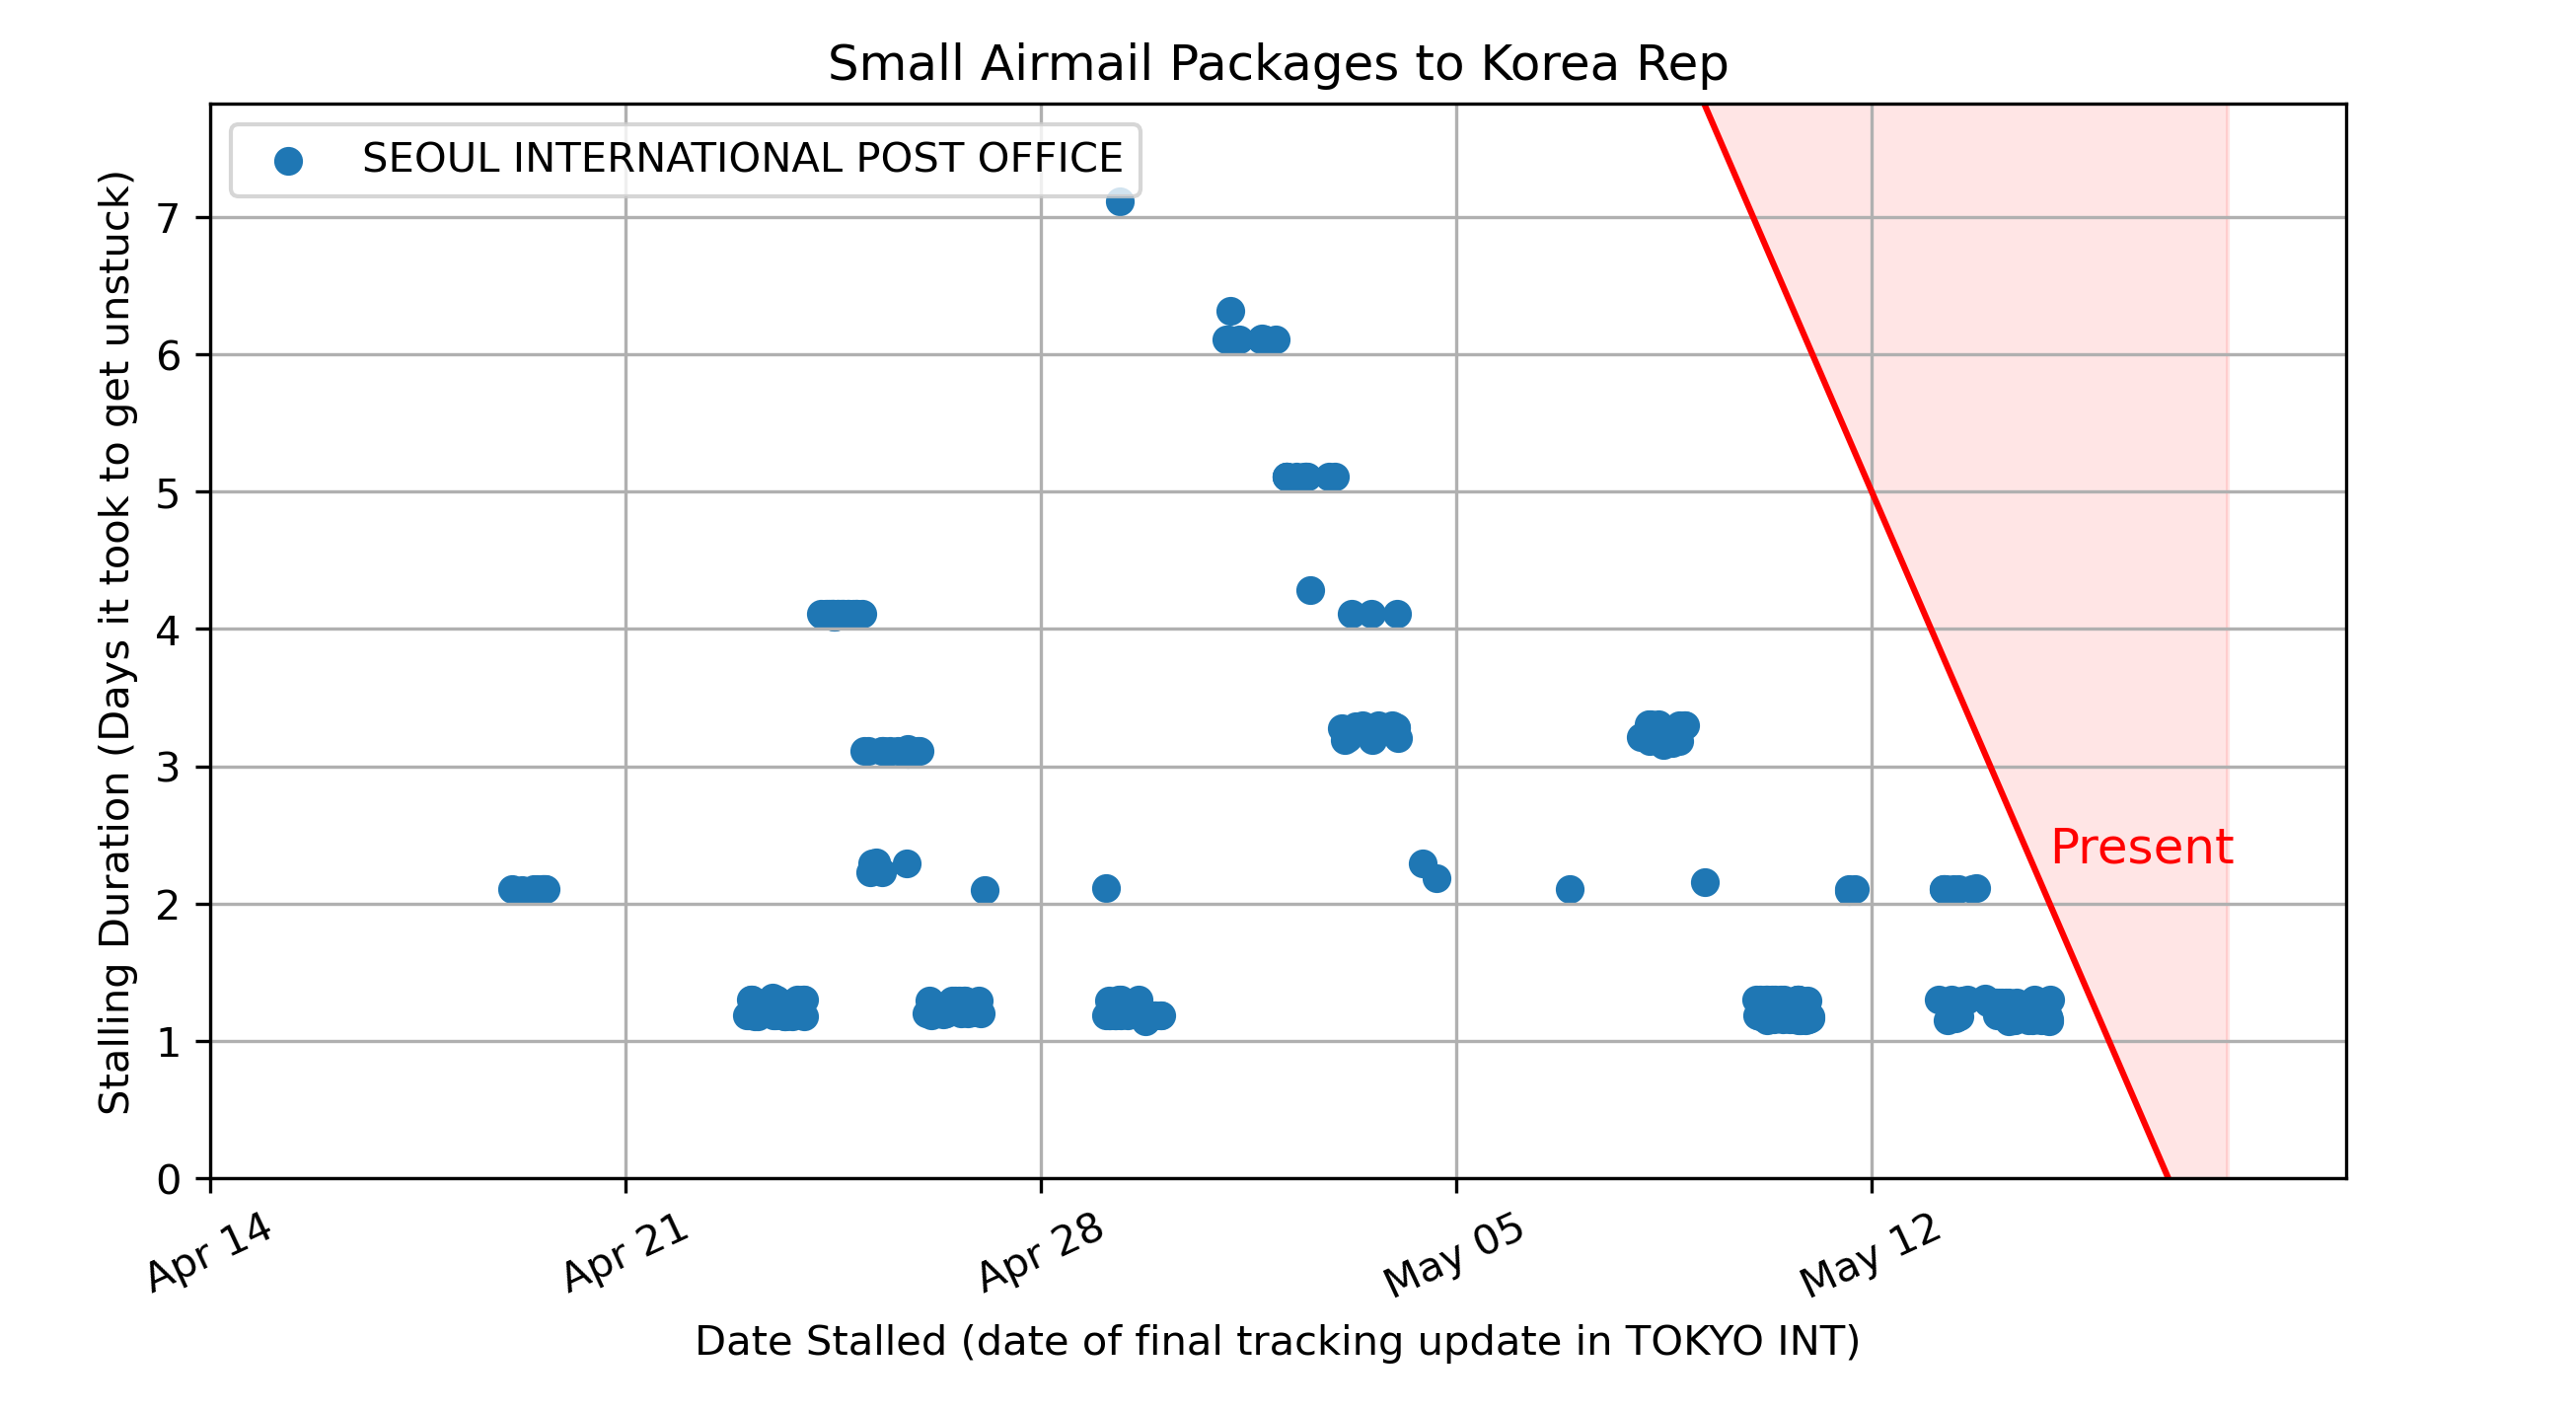 Small Airmail Packages to Korea Rep
SEOUL INTERNATIONAL POST OFFICE
Stalling Duration (Days it took to get unstuck)
7
6
5
4
3
2
1
0
Present
Apr 14
Apr 21
Apr 28
May 05
May 12
Date Stalled (date of final tracking update in TOKYO INT)